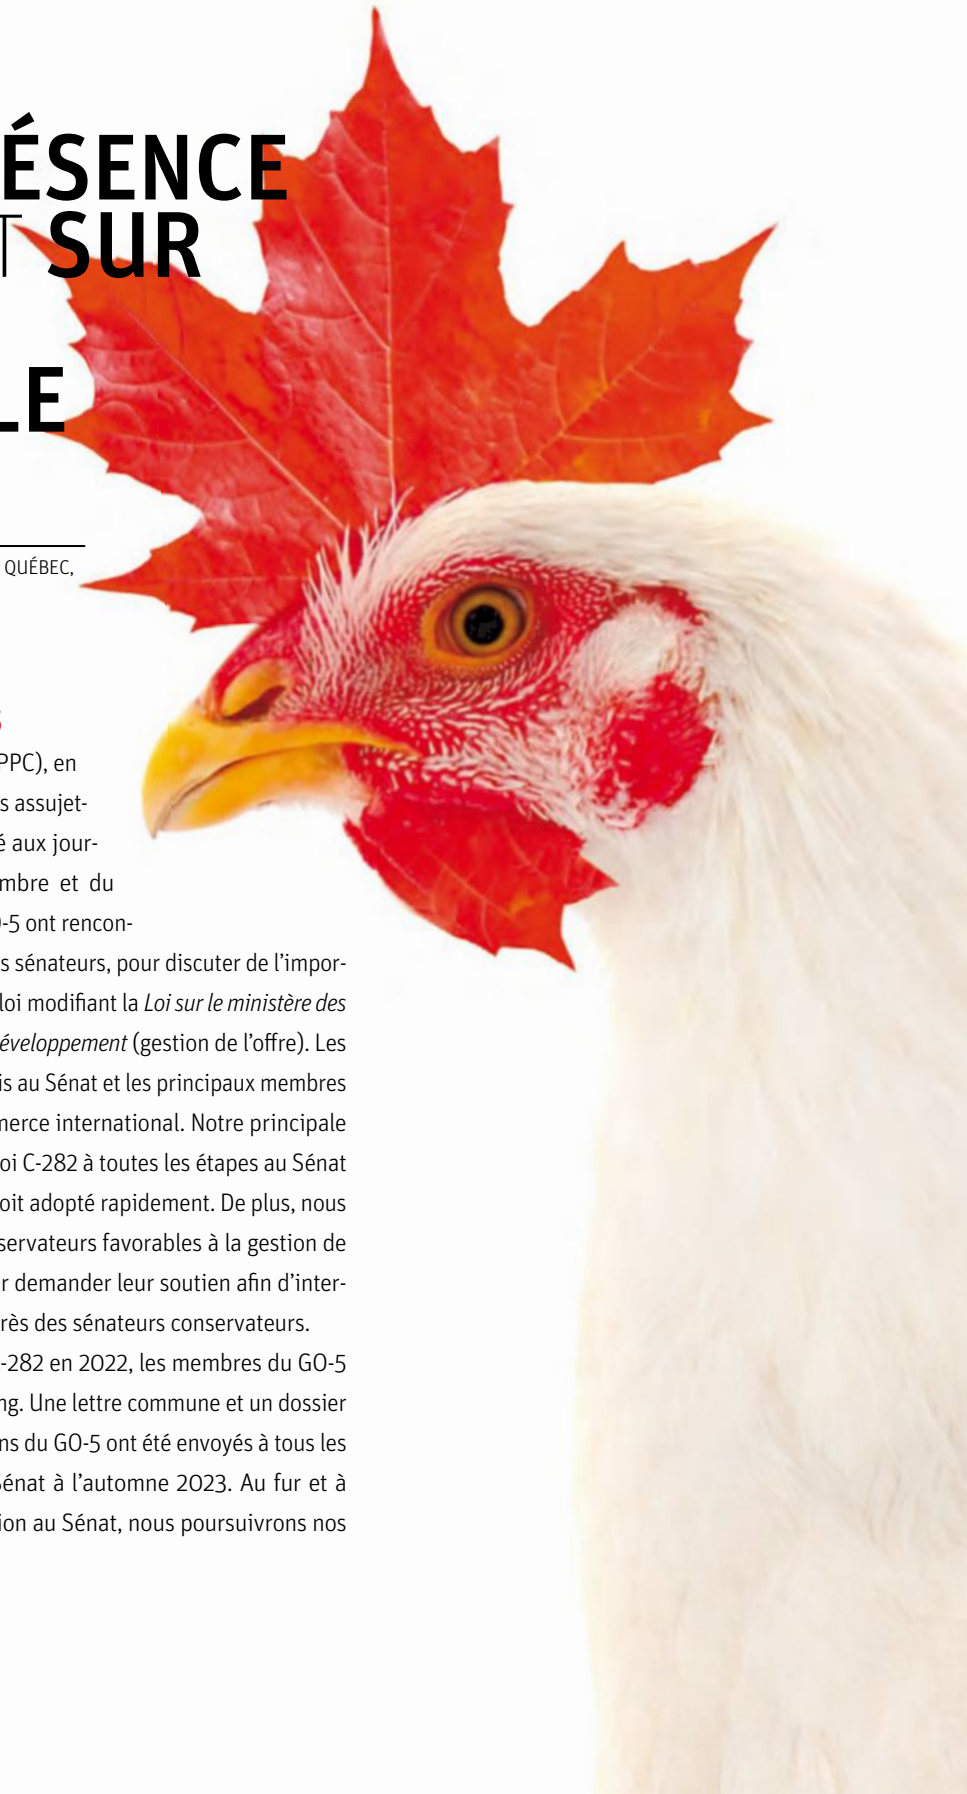 ÉSENCE
T SUR
LE
QUÉBEC,
S
PPC), en
s assujet-
é aux jour-
mbre et du
-5 ont rencon-
s sénateurs, pour discuter de l’impor-
loi modifiant la Loi sur le ministère des
éveloppement (gestion de l’offre). Les
is au Sénat et les principaux membres
merce international. Notre principale
oi C-282 à toutes les étapes au Sénat
oit adopté rapidement. De plus, nous
servateurs favorables à la gestion de
r demander leur soutien afin d’inter-
rès des sénateurs conservateurs.
-282 en 2022, les membres du GO-5
ng. Une lettre commune et un dossier
ns du GO-5 ont été envoyés à tous les
Sénat à l’automne 2023. Au fur et à
ion au Sénat, nous poursuivrons nos